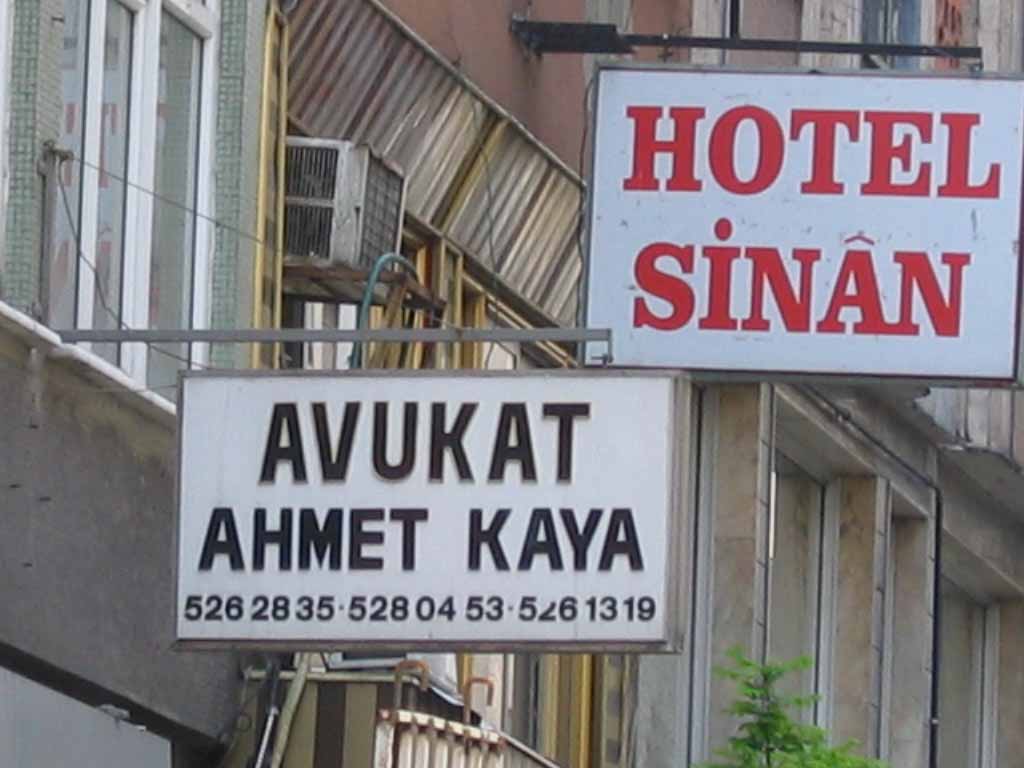 HOTEL
SİNÂN
AVUKAT
AHMET KAYA
526 28 35·528 04 53·526 13 19